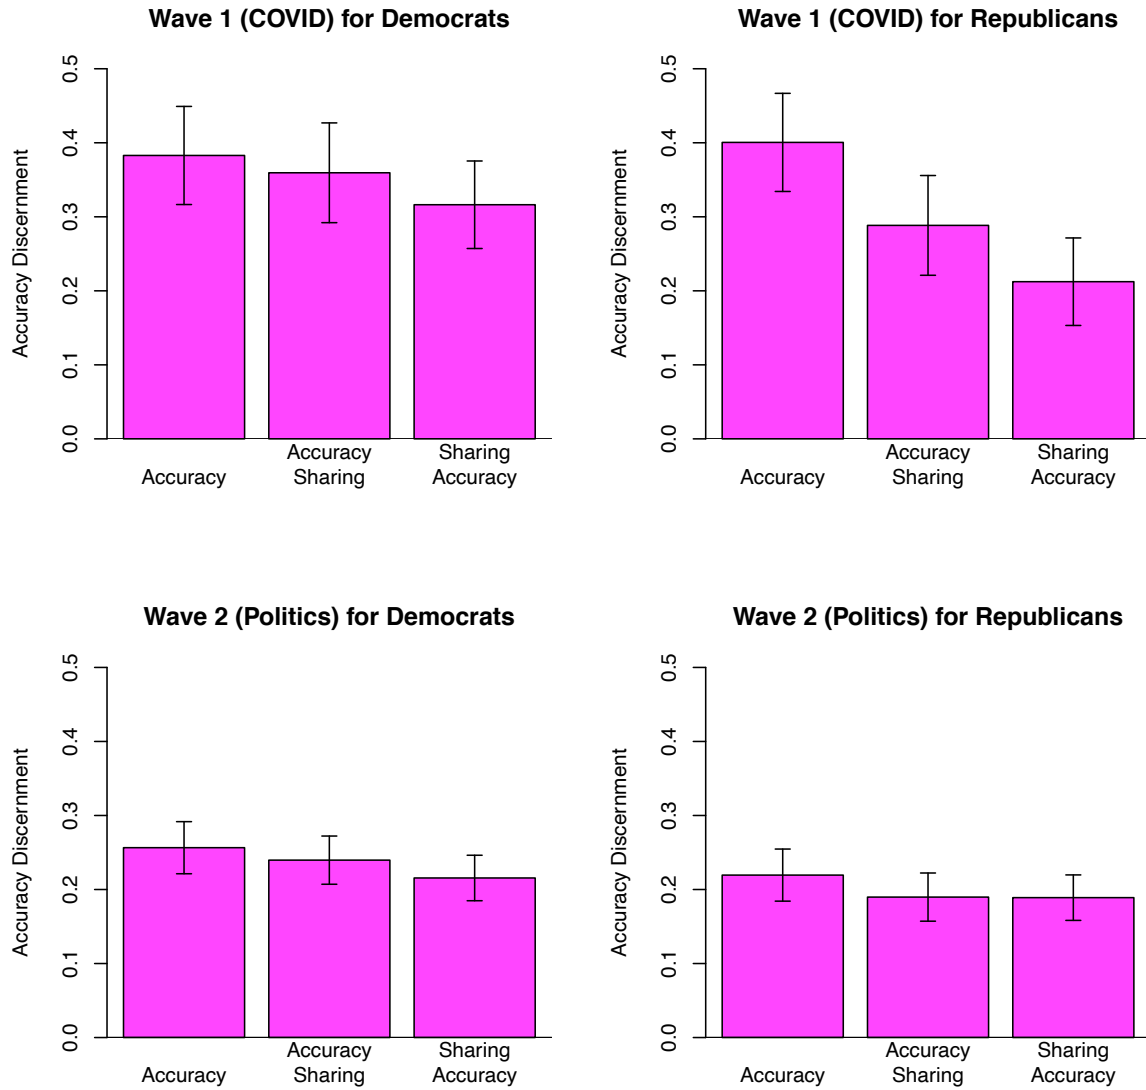 Wave 1 (COVID) for Democrats
Accuracy Discernment
0.5
0.4
0.3
0.2
0.1
0.0
Accuracy
Accuracy
Sharing
Sharing
Accuracy
Wave 1 (COVID) for Republicans
Accuracy Discernment
0.5
0.4
0.3
0.2
0.1
0.0
Accuracy
Accuracy
Sharing
Sharing
Accuracy
Wave 2 (Politics) for Democrats
Accuracy Discernment
0.5
0.4
0.3
0.2
0.1
0.0
Accuracy
Accuracy
Sharing
Sharing
Accuracy
Wave 2 (Politics) for Republicans
Accuracy Discernment
0.5
0.4
0.3
0.2
0.1
0.0
Accuracy
Accuracy
Sharing
Sharing
Accuracy